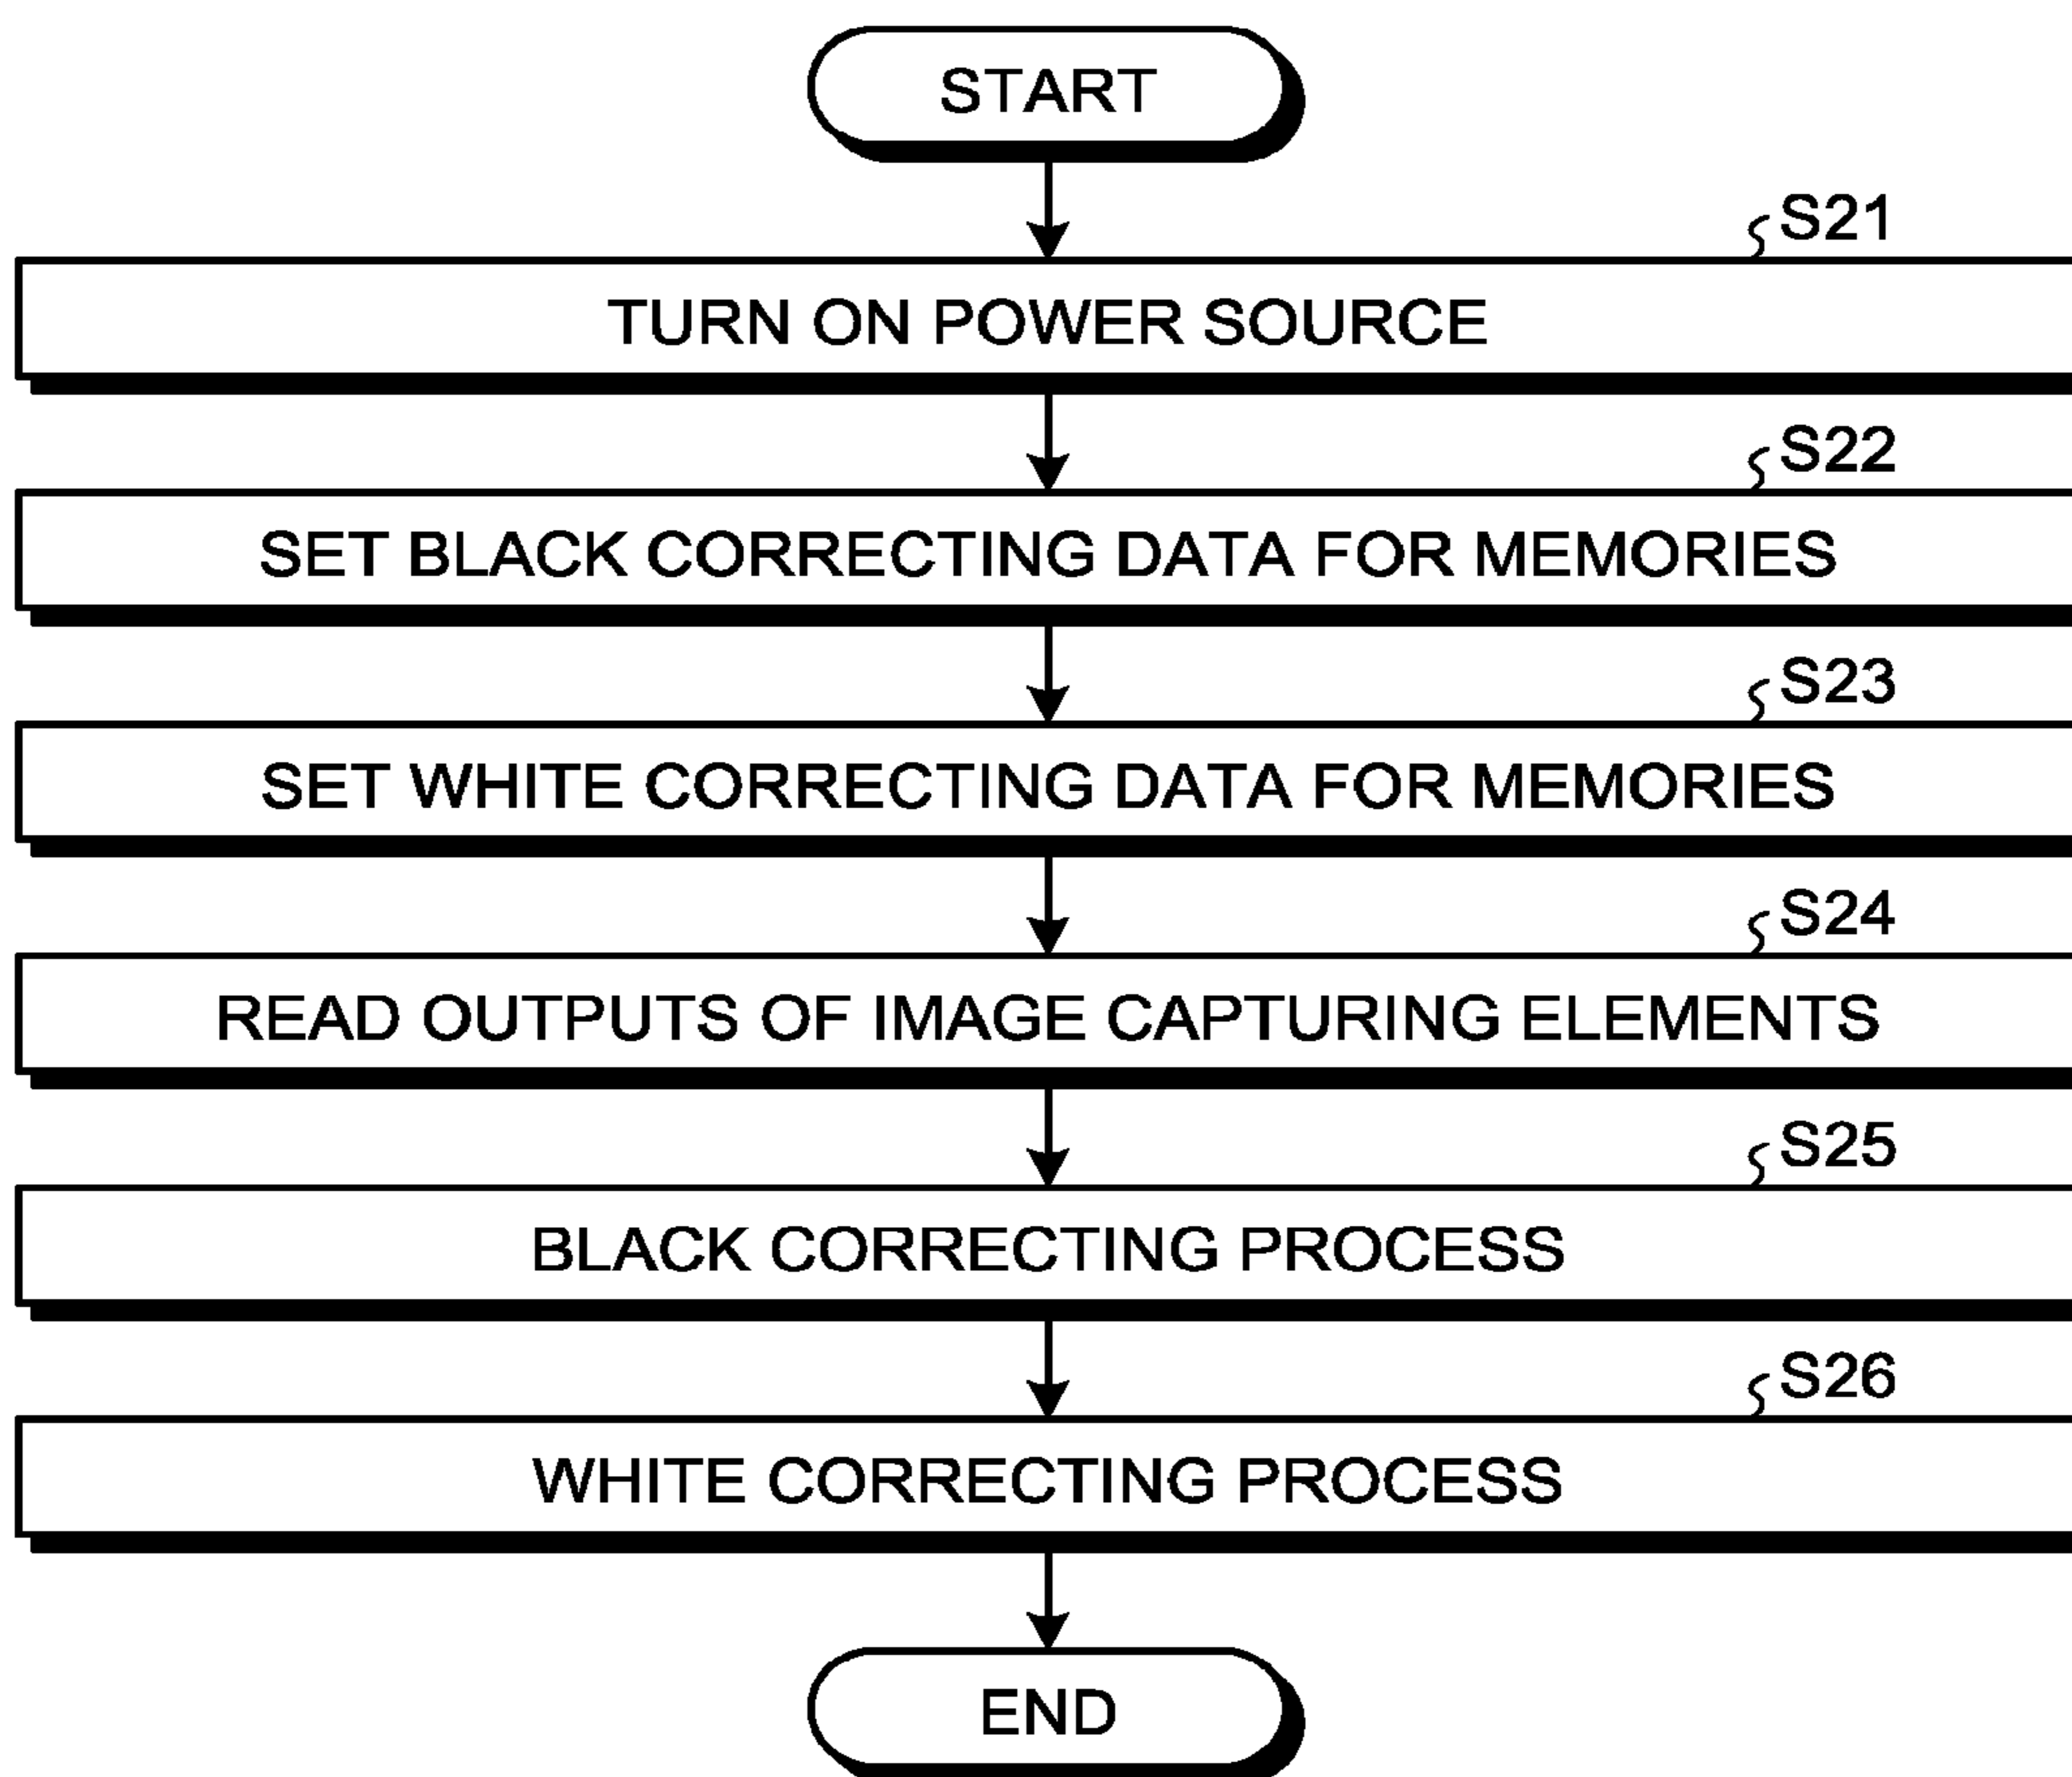 START
S21
TURN ON POWER SOURCE
S22
SET BLACK CORRECTING DATA FOR MEMORIES
S23
SET WHITE CORRECTING DATA FOR MEMORIES
S24
READ OUTPUTS OF IMAGE CAPTURING ELEMENTS
S25
BLACK CORRECTING PROCESS
S26
WHITE CORRECTING PROCESS
END